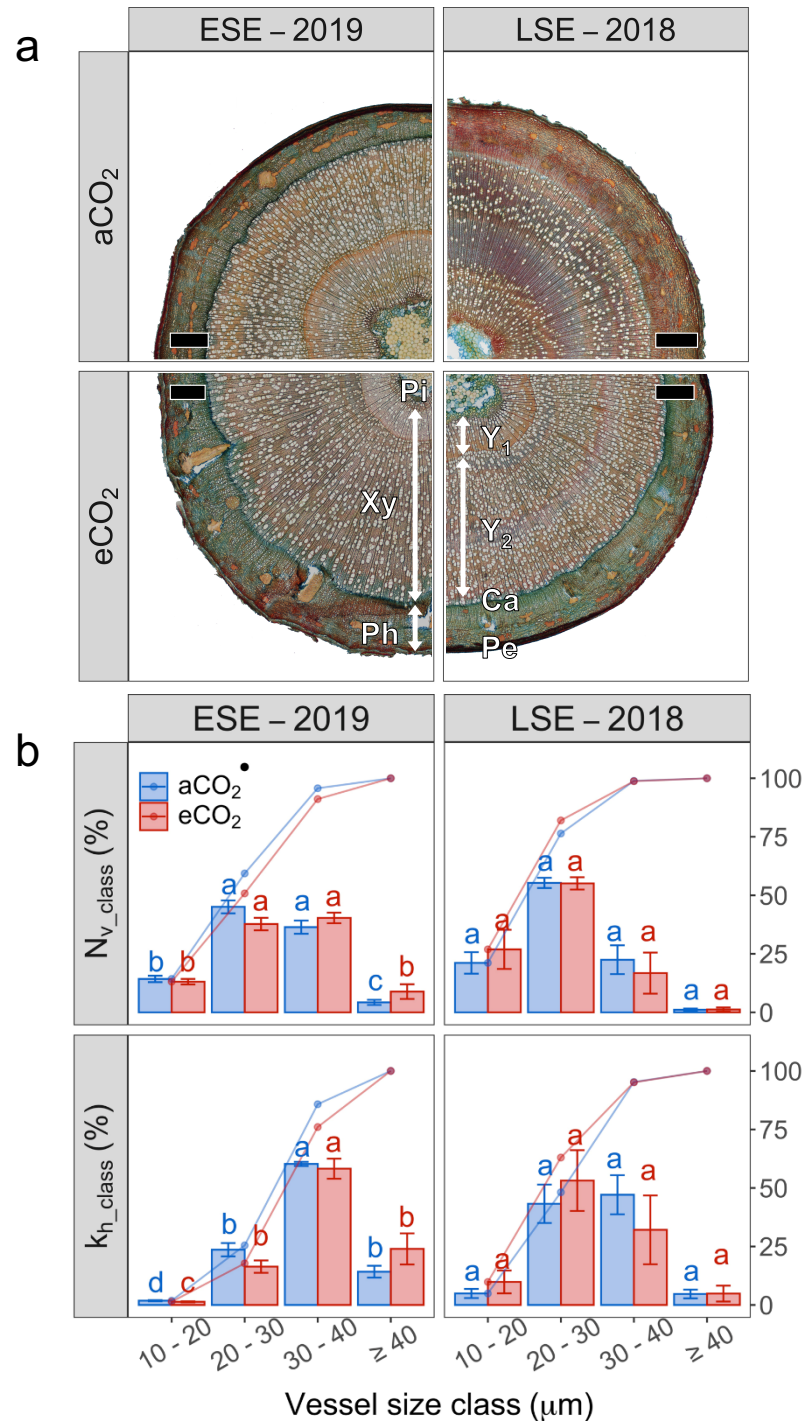 a
ESE – 2019
LSE – 2018
aCO₂
eCO₂
Pi
Xy
Ph
Y₁
Y₂
Ca
Pe
b
ESE – 2019
LSE – 2018
N_v_class (%)
aCO₂
eCO₂
b b a a a a c b
a a a a a a a a
100
75
50
25
0
k_h_class (%)
d c b b a a b b
a a a a a a a a
100
75
50
25
0
10 - 20
20 - 30
30 - 40
≥ 40
10 - 20
20 - 30
30 - 40
≥ 40
Vessel size class (μm)